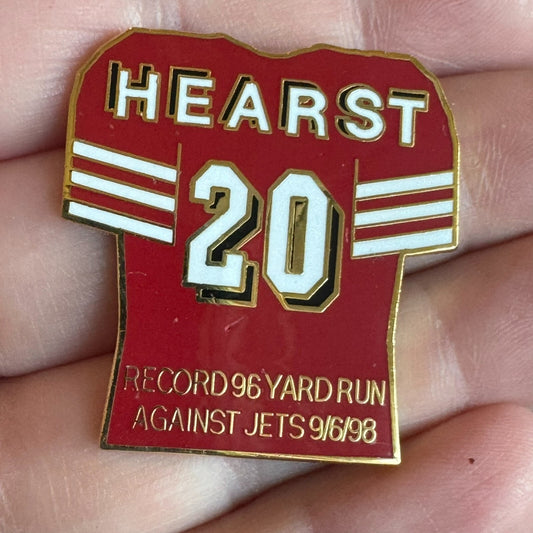 HEARST
20
RECORD 96 YARD RUN
AGAINST JETS 9/6/98